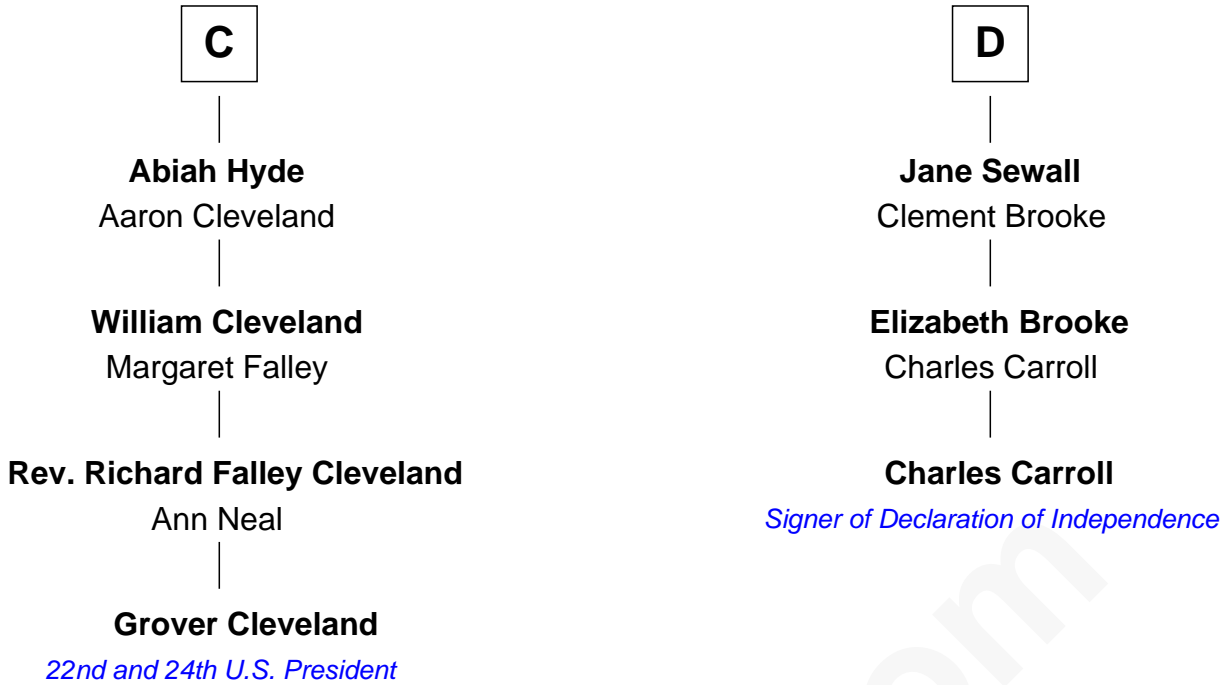 C
Abiah Hyde
Aaron Cleveland
William Cleveland
Margaret Falley
Rev. Richard Falley Cleveland
Ann Neal
Grover Cleveland
22nd and 24th U.S. President
D
Jane Sewall
Clement Brooke
Elizabeth Brooke
Charles Carroll
Charles Carroll
Signer of Declaration of Independence
om